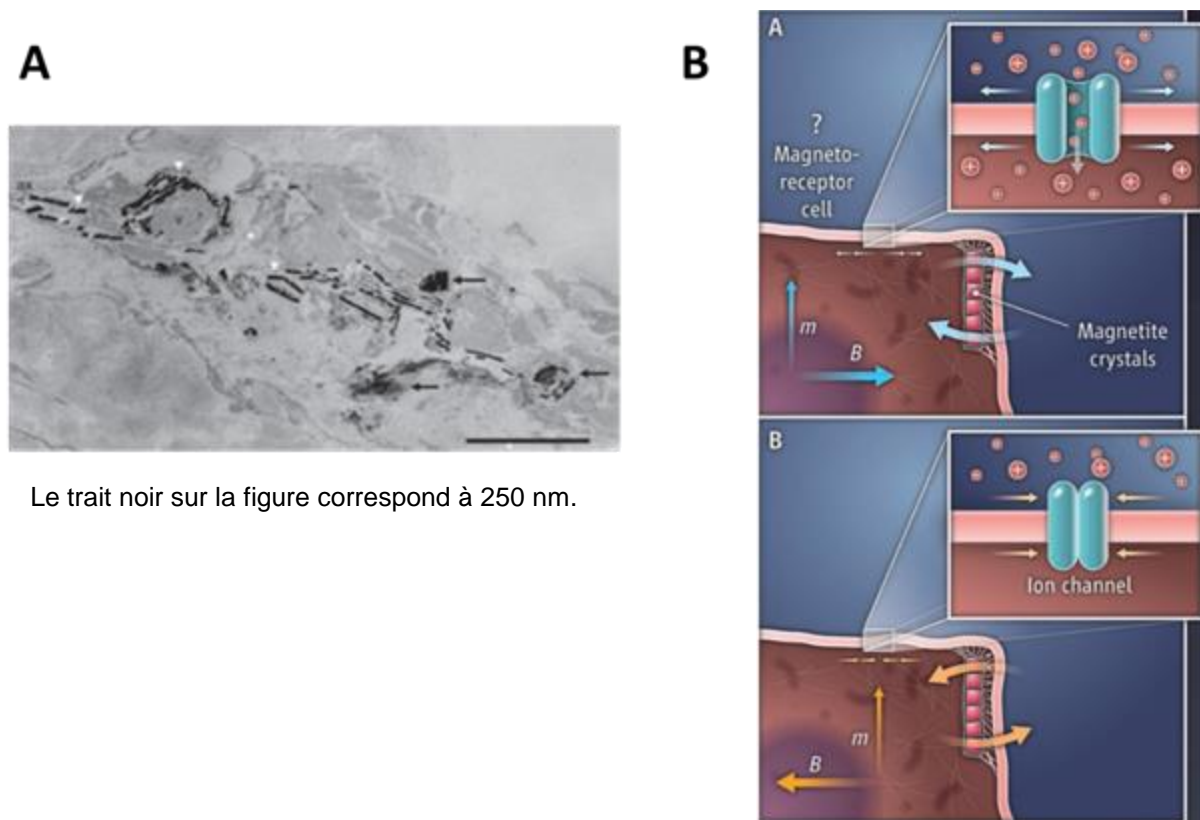 A
B
Le trait noir sur la figure correspond à 250 nm.
A
?
Magneto-
receptor
cell
m
B
Magnetite
crystals
B
Ion channel
m
B